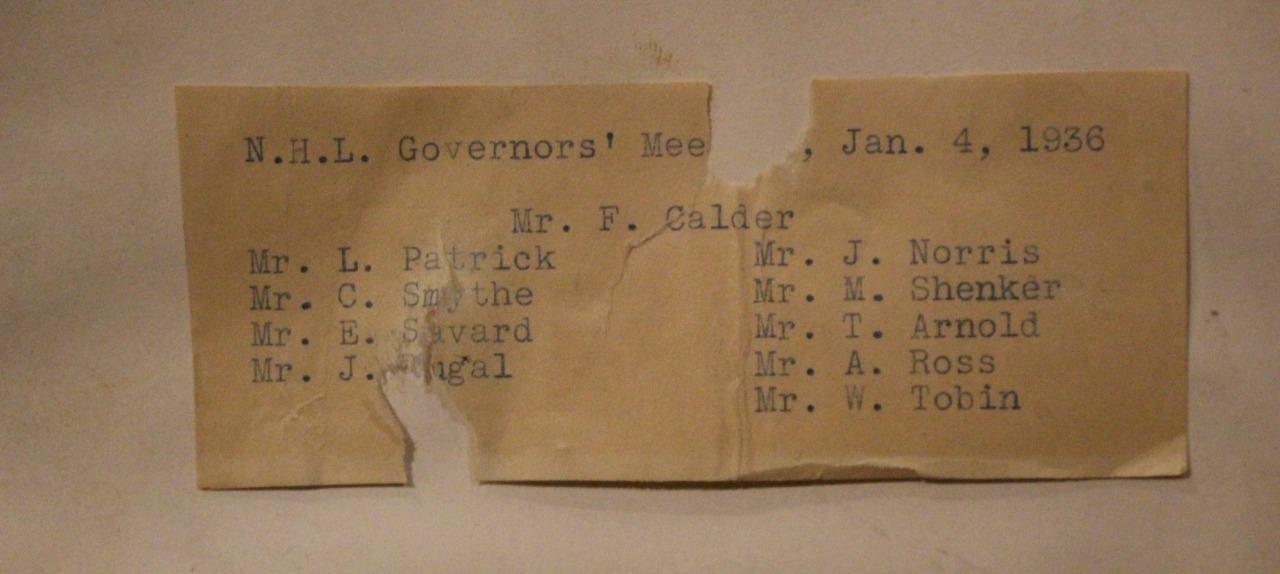 N.H.L. Governors' Mee , Jan. 4, 1936
Mr. F. Calder
Mr. L. Patrick
Mr. C. Smythe
Mr. E. Savard
Mr. J.
Mr. J. Norris
Mr. M. Shenker
Mr. T. Arnold
Mr. A. Ross
Mr. W. Tobin